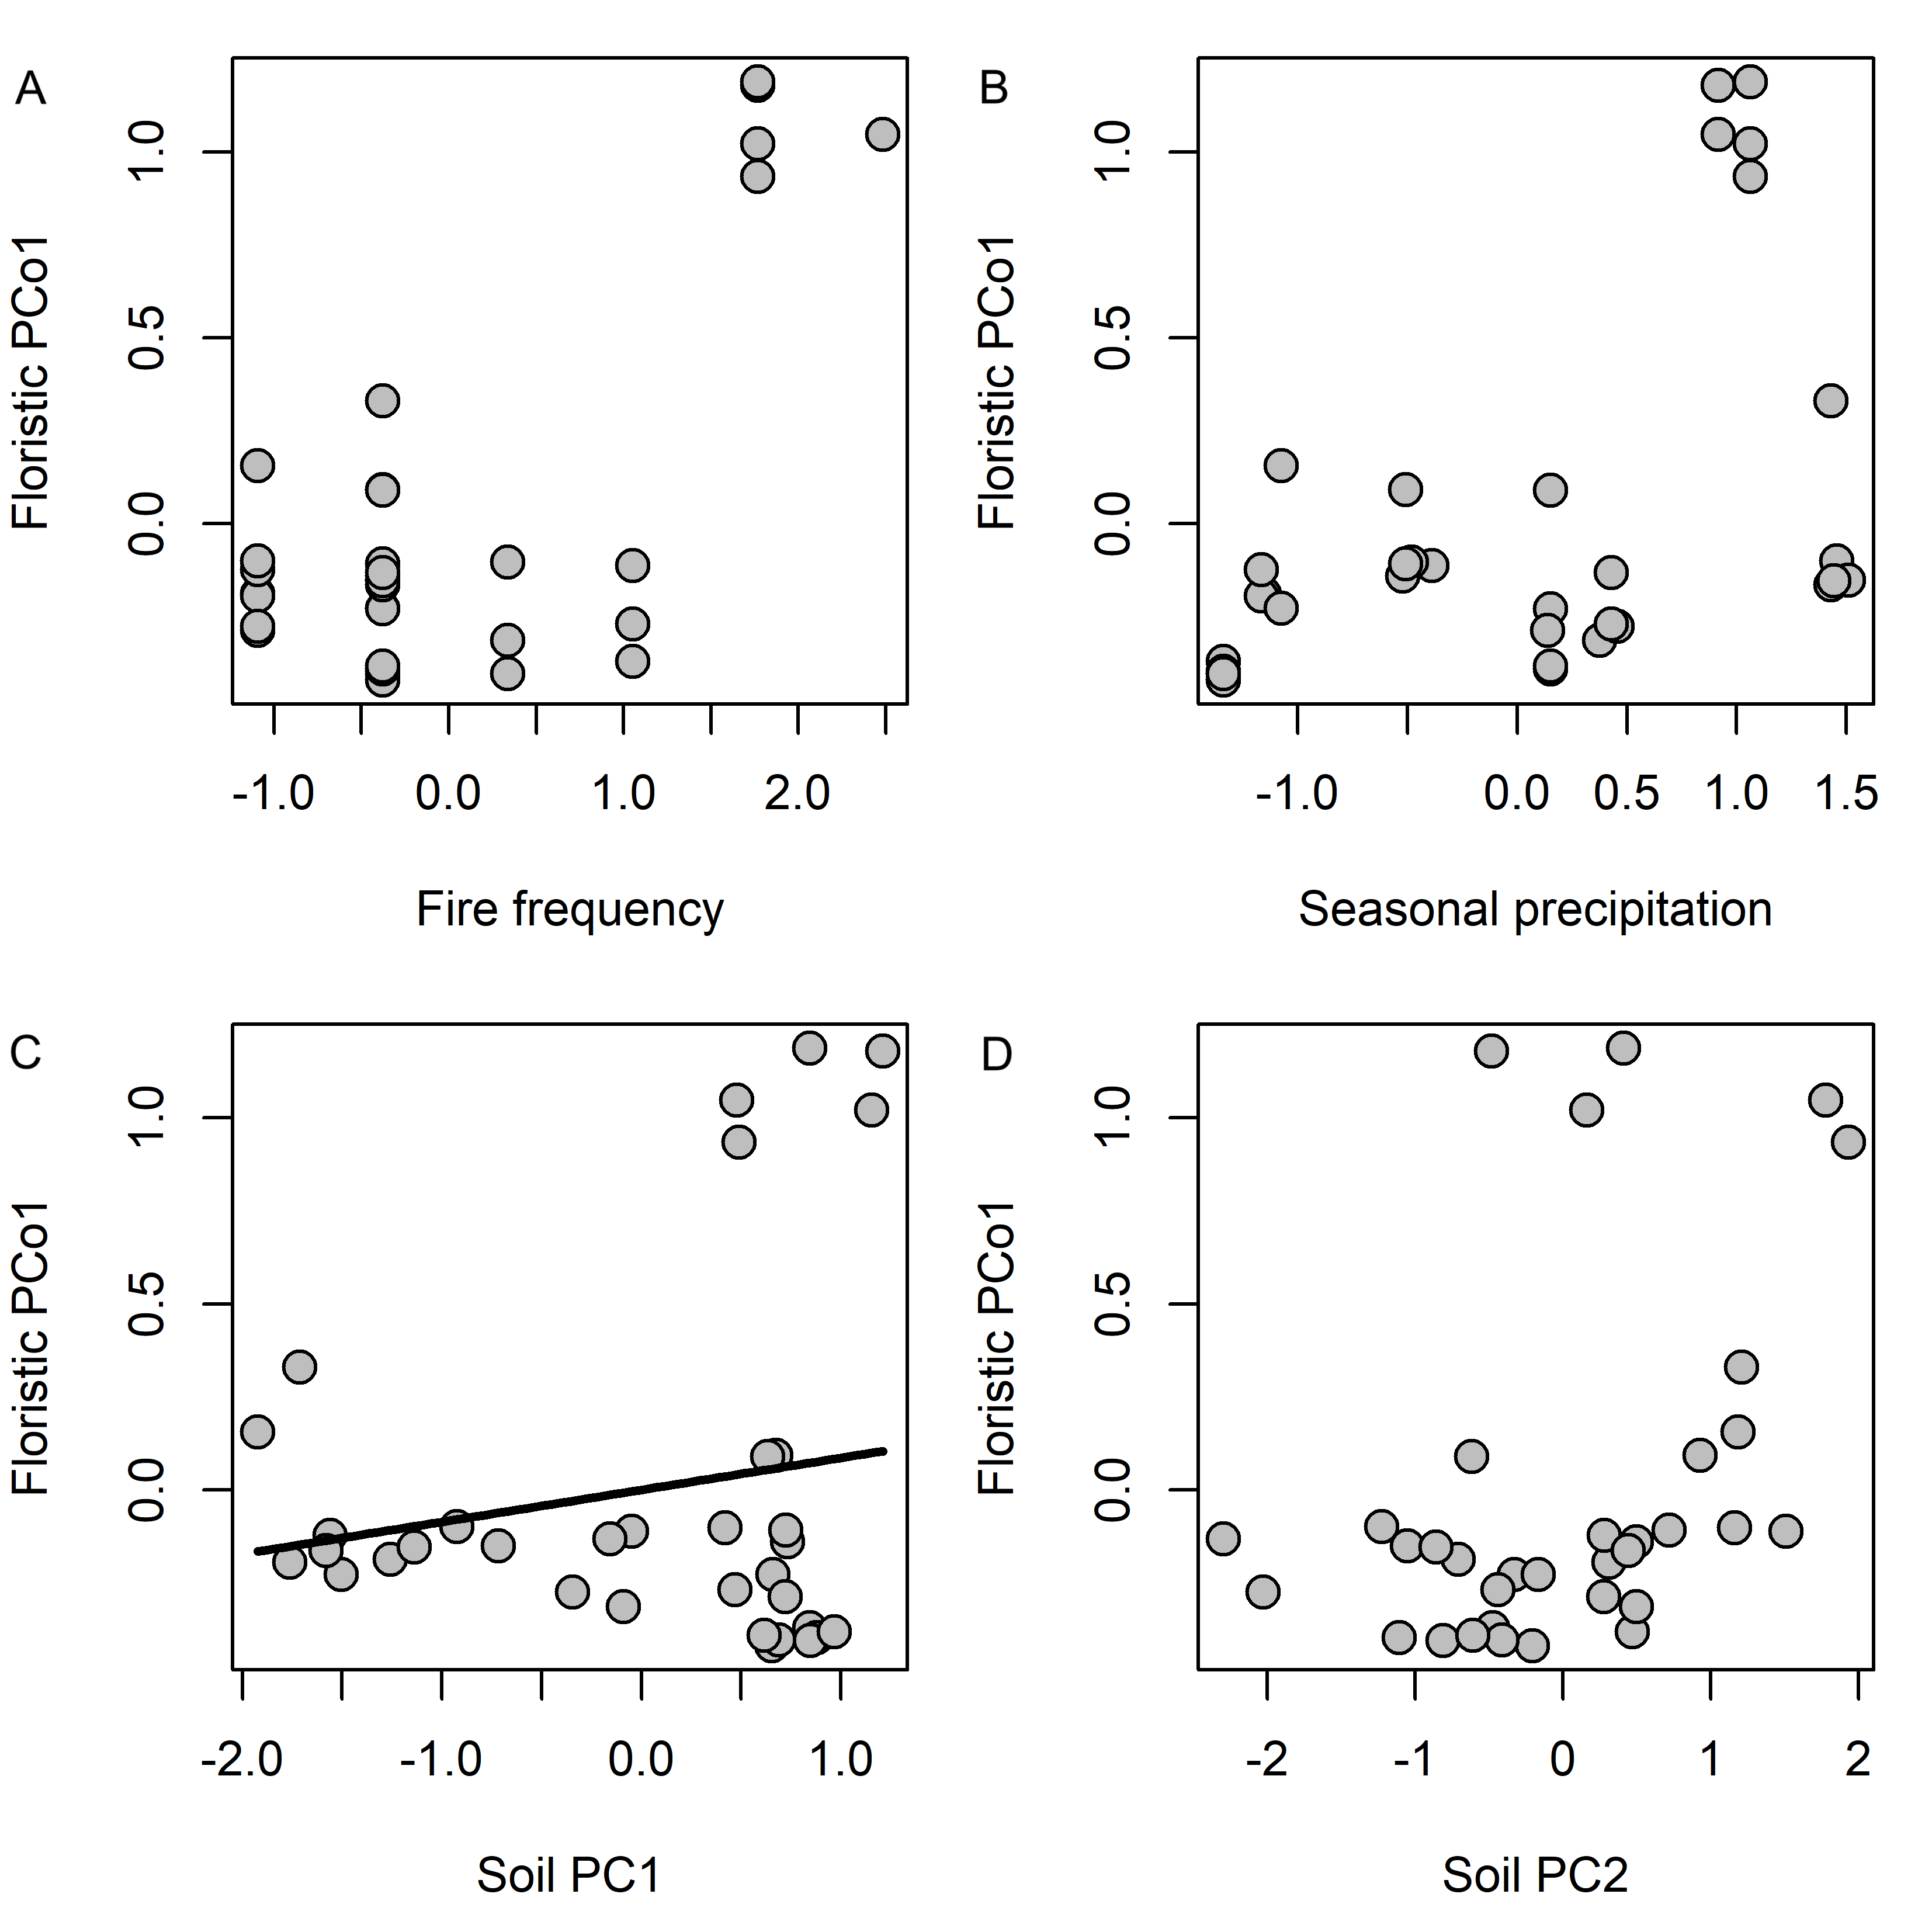 A
Floristic PCo1
0.0 0.5 1.0
-1.0 0.0 1.0 2.0
Fire frequency
B
Floristic PCo1
0.0 0.5 1.0
-1.0 0.0 0.5 1.0 1.5
Seasonal precipitation
C
Floristic PCo1
0.0 0.5 1.0
-2.0 -1.0 0.0 1.0
Soil PC1
D
Floristic PCo1
0.0 0.5 1.0
-2 -1 0 1 2
Soil PC2